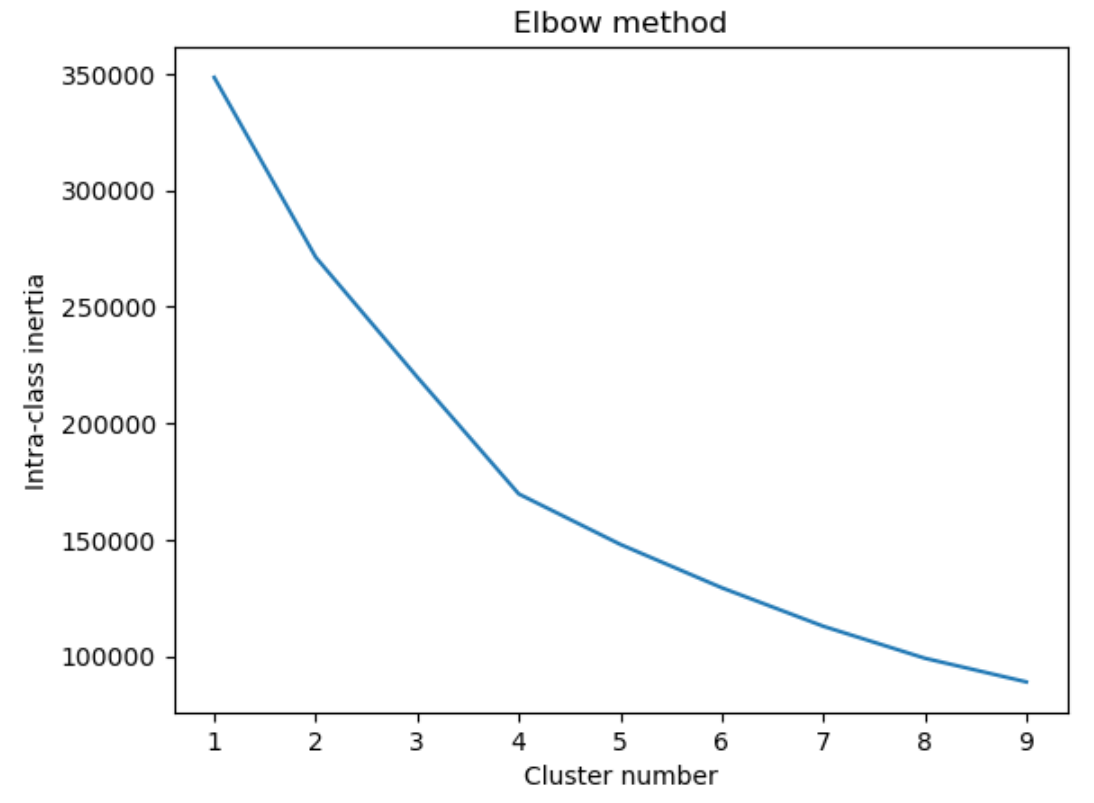 Elbow method
350000
300000
250000
200000
150000
100000
Intra-class inertia
1 2 3 4 5 6 7 8 9
Cluster number